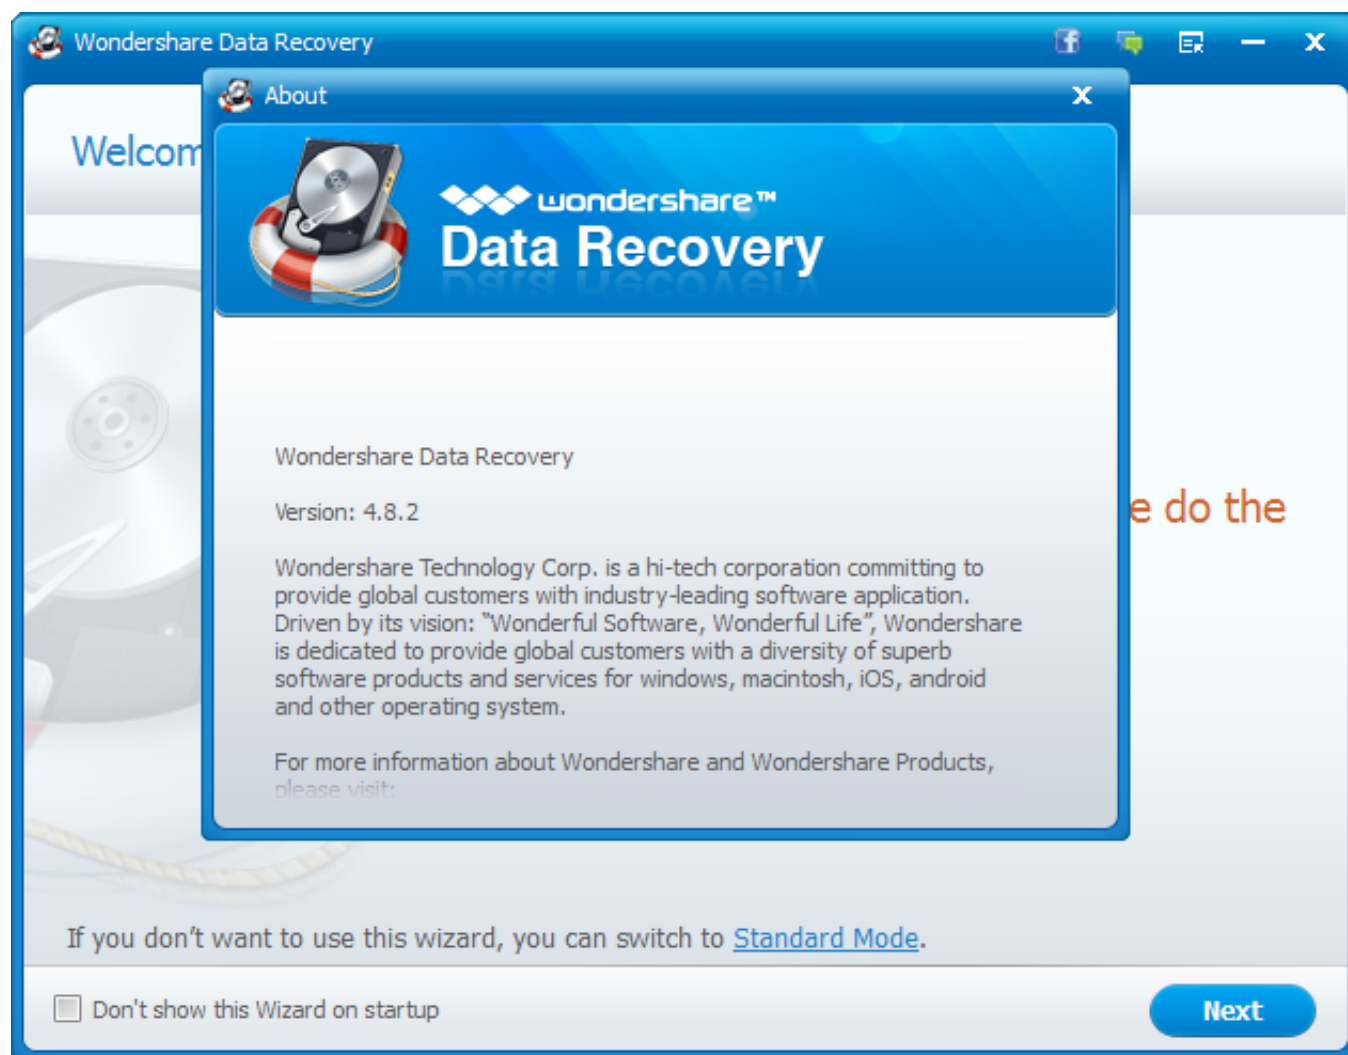 Wondershare Data Recovery
About
Welcom
wondershare™
Data Recovery
Wondershare Data Recovery
Version: 4.8.2
e do the
Wondershare Technology Corp. is a hi-tech corporation committing to
provide global customers with industry-leading software application.
Driven by its vision: “Wonderful Software, Wonderful Life”, Wondershare
is dedicated to provide global customers with a diversity of superb
software products and services for windows, macintosh, iOS, android
and other operating system.
For more information about Wondershare and Wondershare Products,
please visit:
If you don’t want to use this wizard, you can switch to Standard Mode.
Don't show this Wizard on startup
Next